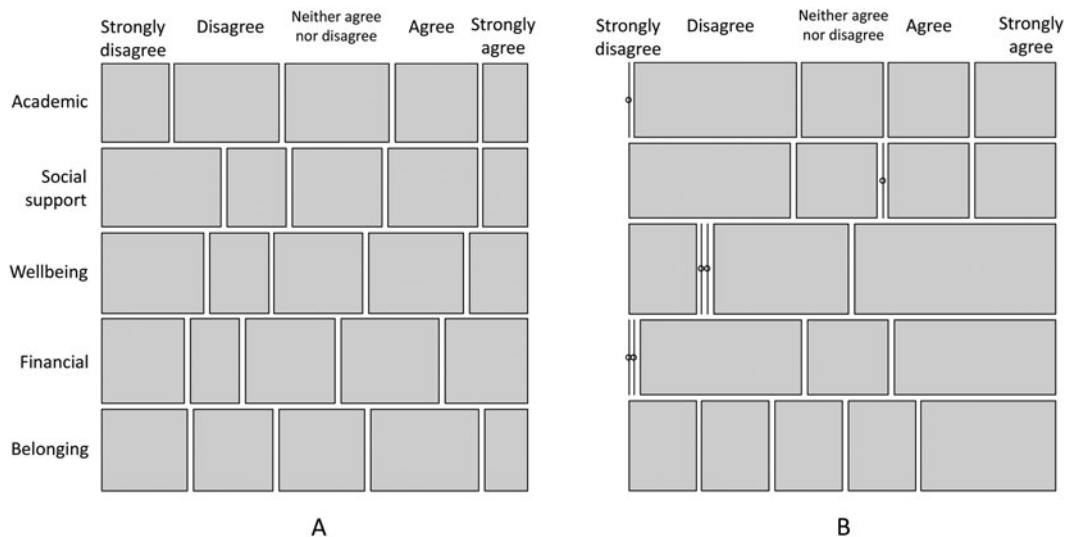 Strongly disagree
Disagree
Neither agree nor disagree
Agree
Strongly agree
Strongly disagree
Disagree
Neither agree nor disagree
Agree
Strongly agree
Academic
Social support
Wellbeing
Financial
Belonging
A
B